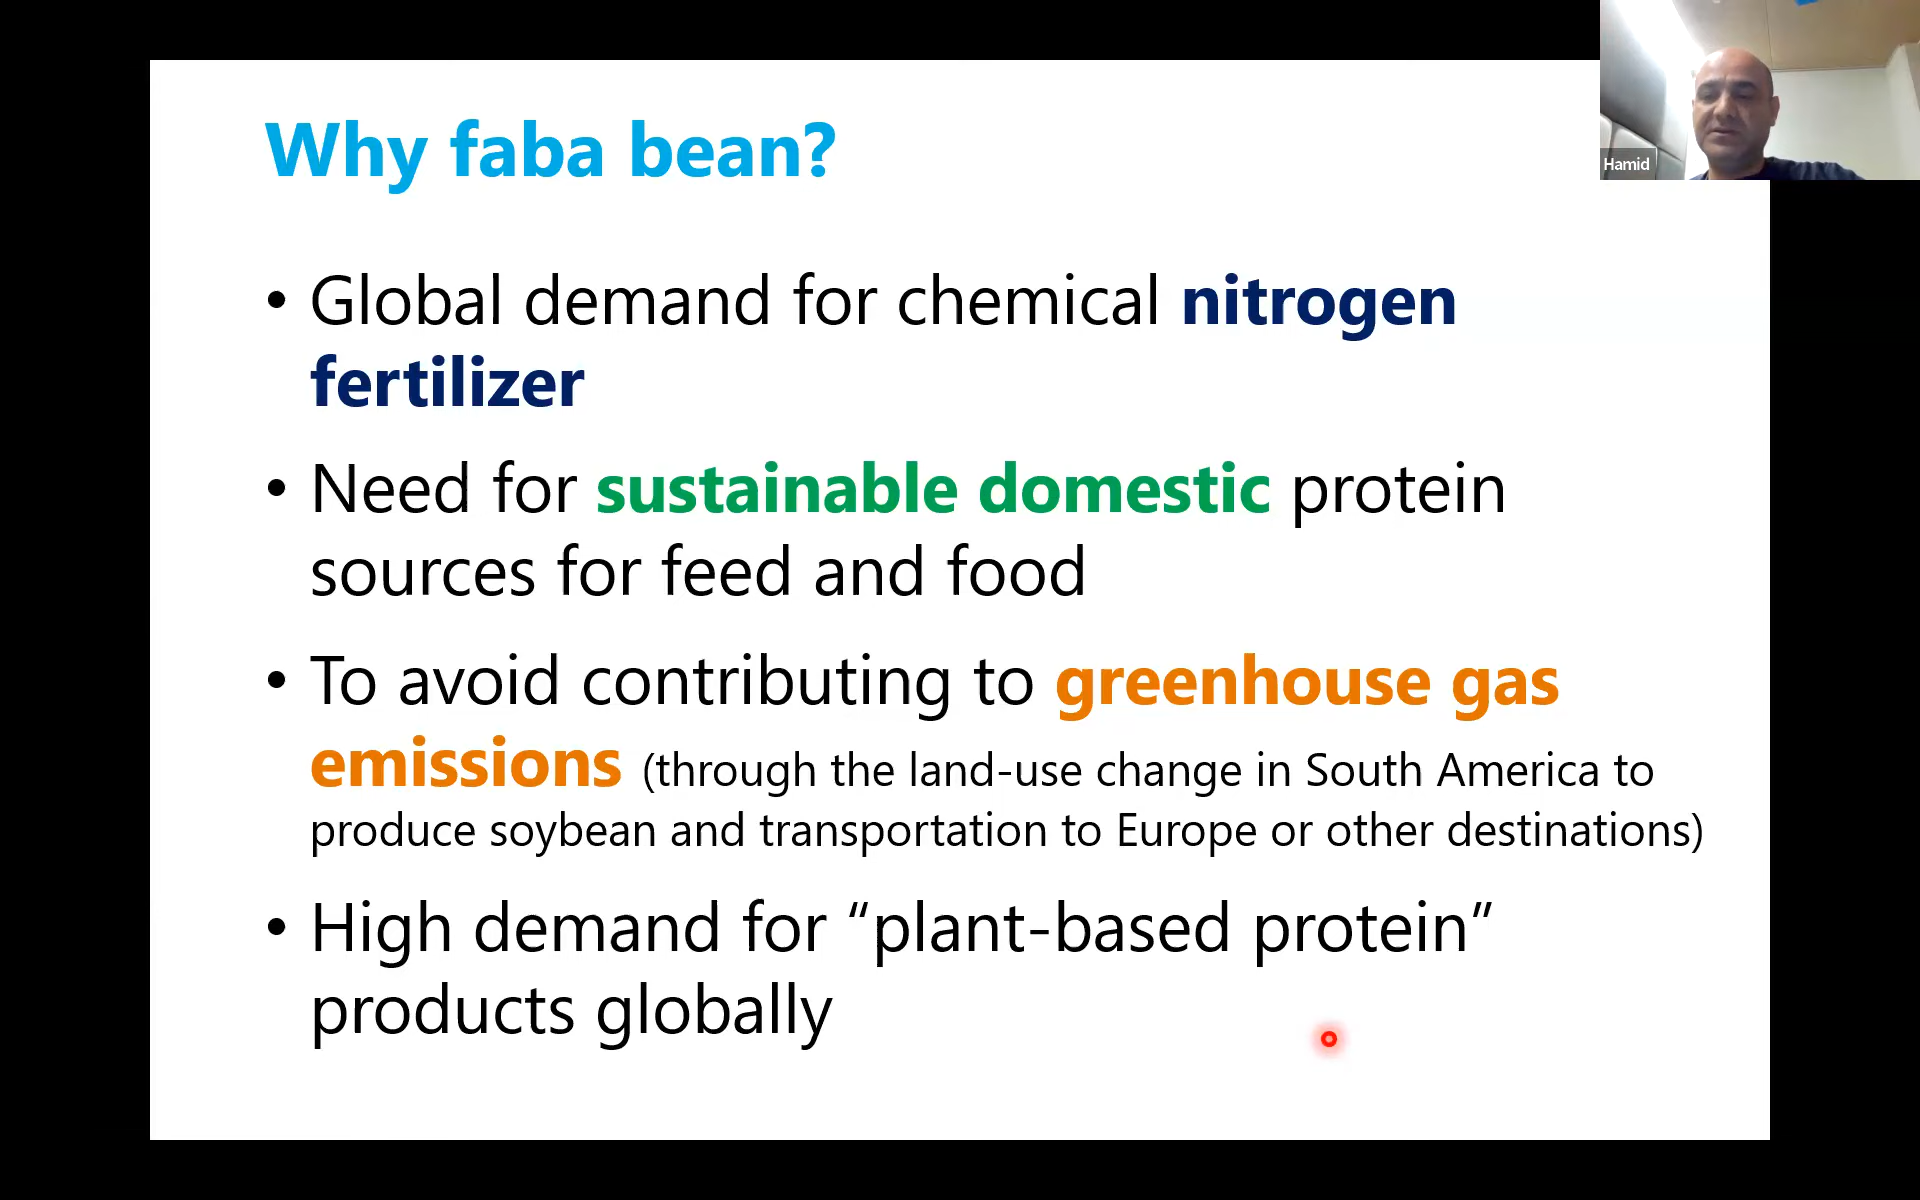 Why faba bean?
Hamid
• Global demand for chemical nitrogen
fertilizer
• Need for sustainable domestic protein
sources for feed and food
• To avoid contributing to greenhouse gas
emissions (through the land-use change in South America to
produce soybean and transportation to Europe or other destinations)
• High demand for “plant-based protein”
products globally